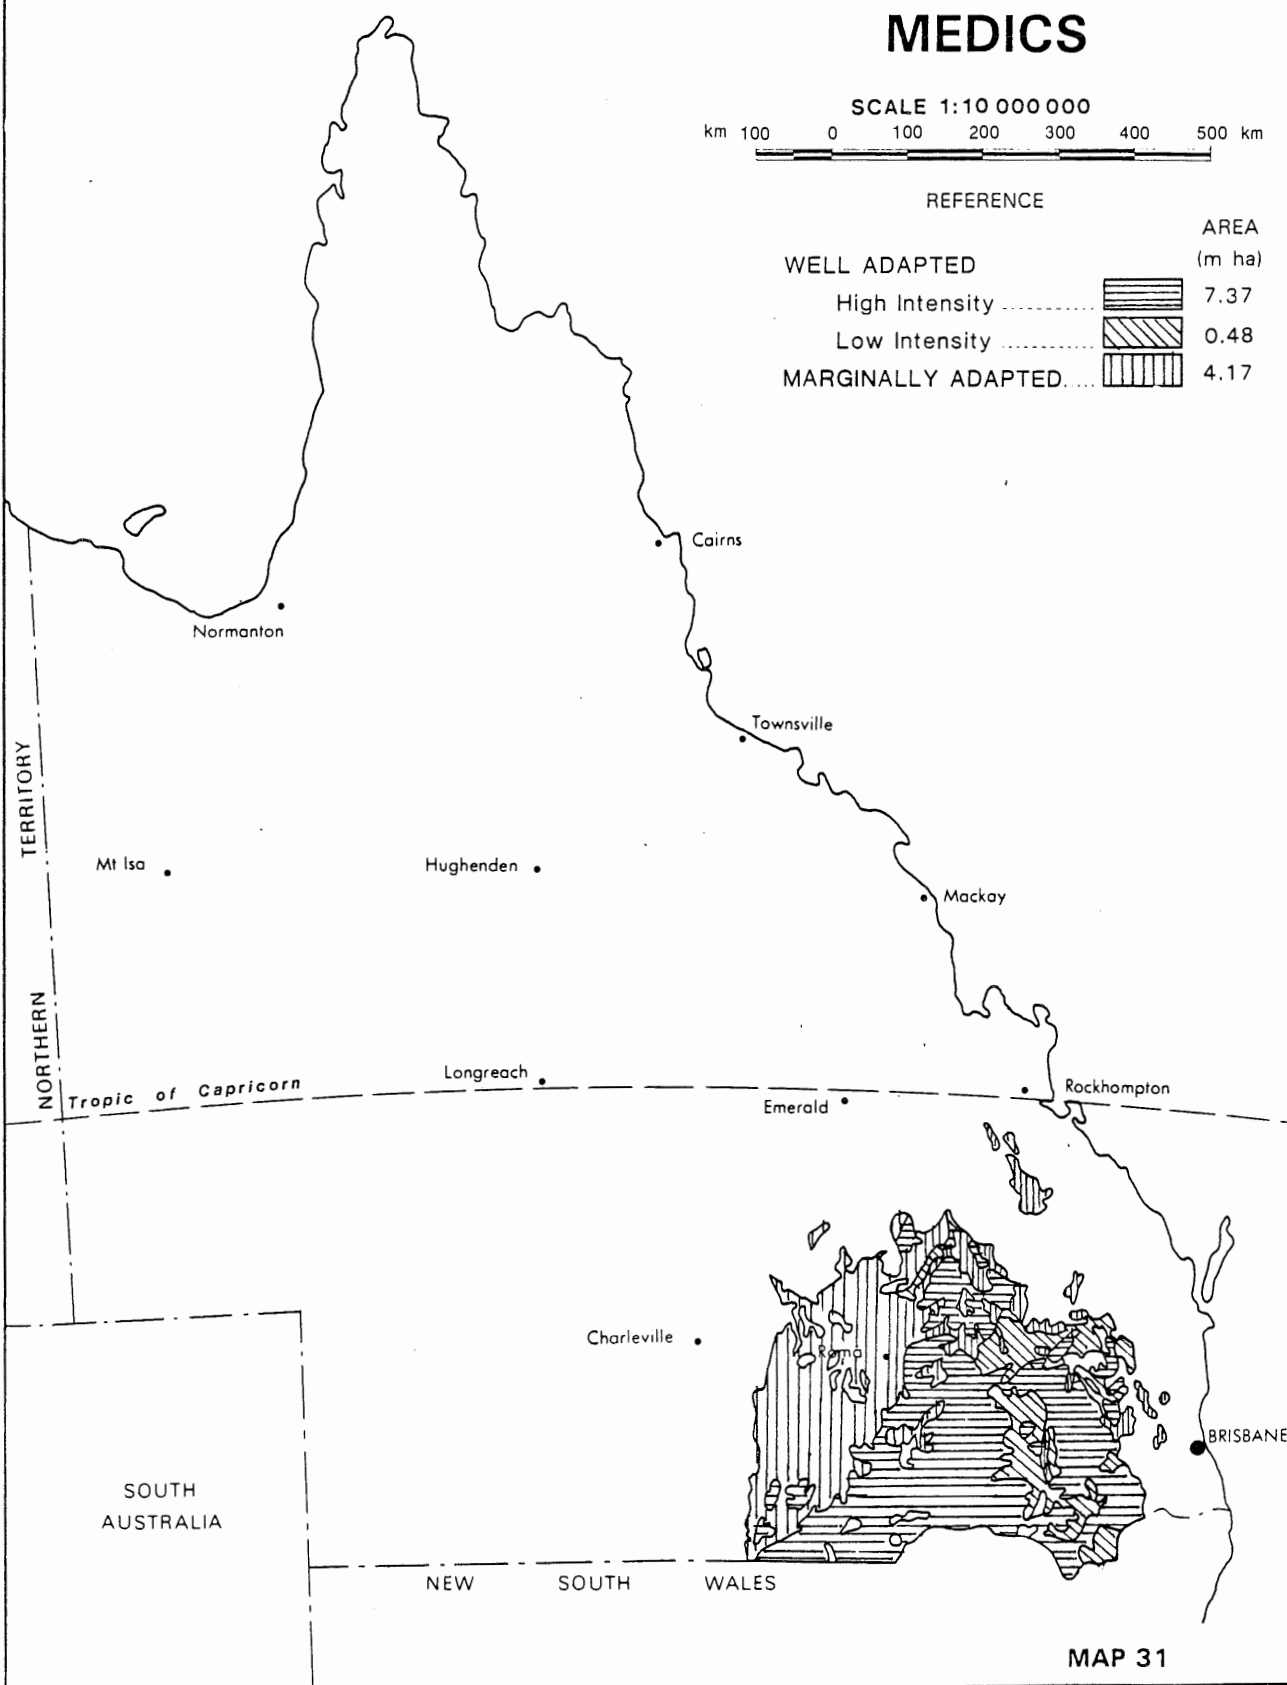 MEDICS
SCALE 1:10 000 000
km 100 0 100 200 300 400 500 km
REFERENCE
AREA
(m ha)
WELL ADAPTED
High Intensity .......... 7.37
Low Intensity .......... 0.48
MARGINALLY ADAPTED..... 4.17
Cairns
Normanton
Townsville
NORTHERN TERRITORY
Mt Isa
Hughenden
Mackay
Longreach
Tropic of Capricorn
Rockhompton
Emerald
Charleville
Roma
BRISBANE
SOUTH
AUSTRALIA
NEW SOUTH WALES
MAP 31